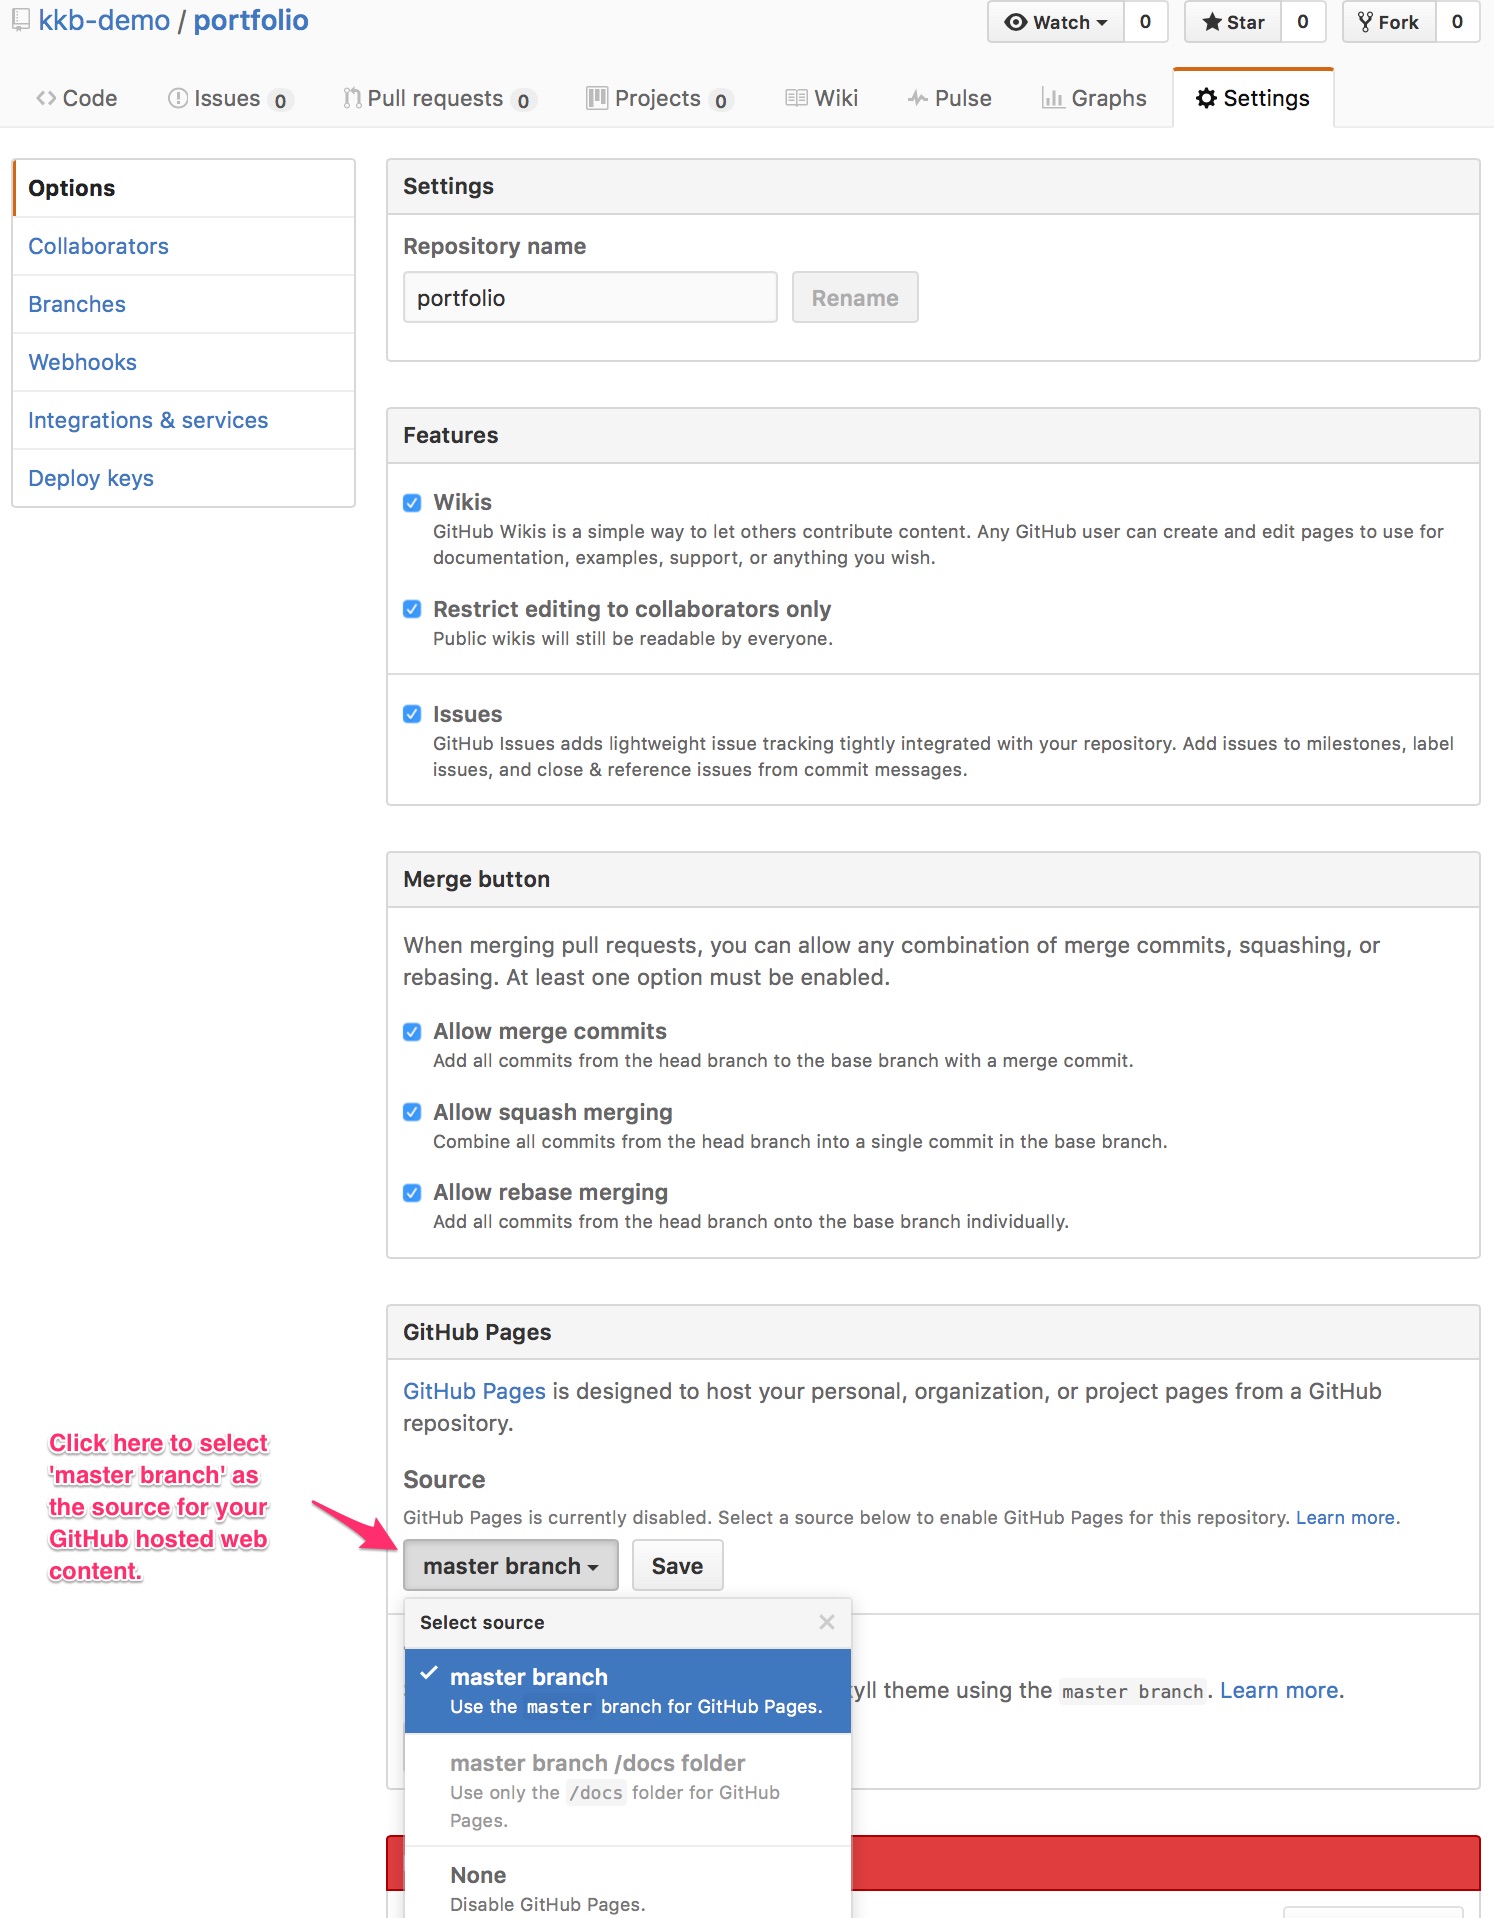 kkb-demo / portfolio
Watch 0 Star 0 Fork 0
Code Issues 0 Pull requests 0 Projects 0 Wiki Pulse Graphs Settings
Options
Collaborators
Branches
Webhooks
Integrations & services
Deploy keys
Settings
Repository name
portfolio Rename
Features
Wikis
GitHub Wikis is a simple way to let others contribute content. Any GitHub user can create and edit pages to use for
documentation, examples, support, or anything you wish.
Restrict editing to collaborators only
Public wikis will still be readable by everyone.
Issues
GitHub Issues adds lightweight issue tracking tightly integrated with your repository. Add issues to milestones, label
issues, and close & reference issues from commit messages.
Merge button
When merging pull requests, you can allow any combination of merge commits, squashing, or
rebasing. At least one option must be enabled.
Allow merge commits
Add all commits from the head branch to the base branch with a merge commit.
Allow squash merging
Combine all commits from the head branch into a single commit in the base branch.
Allow rebase merging
Add all commits from the head branch onto the base branch individually.
GitHub Pages
GitHub Pages is designed to host your personal, organization, or project pages from a GitHub
repository.
Click here to select
'master branch' as
the source for your
GitHub hosted web
content.
Source
GitHub Pages is currently disabled. Select a source below to enable GitHub Pages for this repository. Learn more.
master branch Save
Select source
master branch
Use the master branch for GitHub Pages.
yll theme using the master branch. Learn more.
master branch /docs folder
Use only the /docs folder for GitHub
Pages.
None
Disable GitHub Pages.